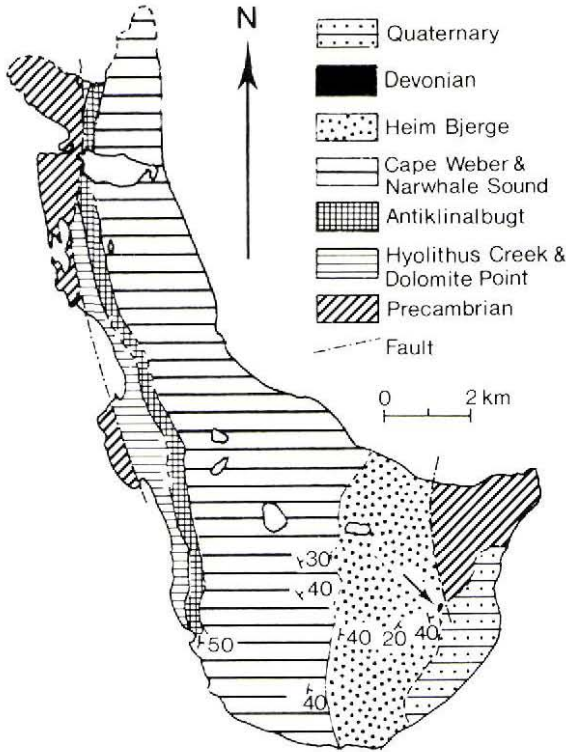 N
Quaternary
Devonian
Heim Bjerge
Cape Weber &
Narwhale Sound
Antiklinalbugt
Hyolithus Creek &
Dolomite Point
Precambrian
Fault
0 2 km
30
40
50
40
20
40
40